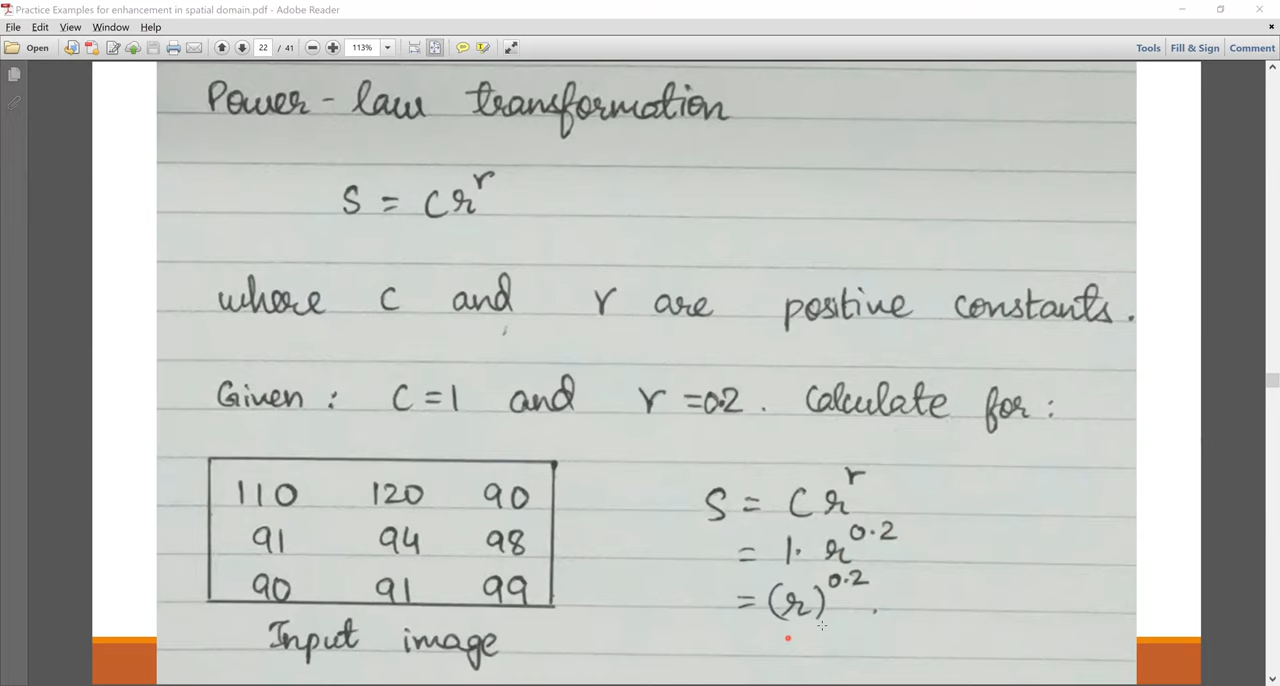 Practice Examples for enhancement in spatial domain.pdf - Adobe Reader
File Edit View Window Help
Open 22 / 41 113% Tools Fill & Sign Comment
Power-law transformation
S = Cr^γ
where C and γ are positive constants.
Given : C=1 and γ =0.2. Calculate for:
110 120 90
91 94 98
90 91 99
Input image
S = Cr^γ
= 1. r^0.2
= (r)^0.2.